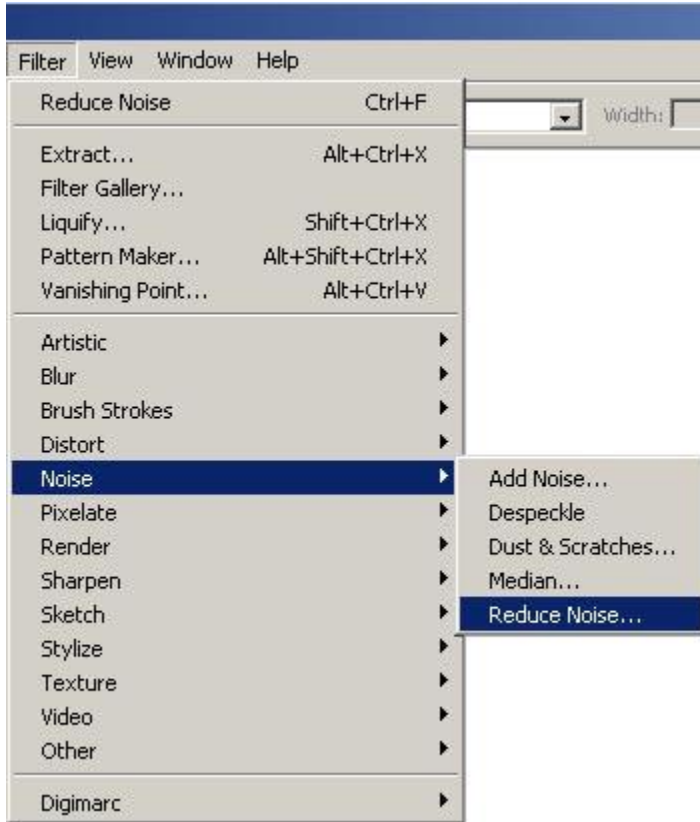 Filter View Window Help
Reduce Noise Ctrl+F
Width:
Extract... Alt+Ctrl+X
Filter Gallery...
Liquify... Shift+Ctrl+X
Pattern Maker... Alt+Shift+Ctrl+X
Vanishing Point... Alt+Ctrl+V
Artistic
Blur
Brush Strokes
Distort
Noise
Pixelate
Render
Sharpen
Sketch
Stylize
Texture
Video
Other
Digimarc
Add Noise...
Despeckle
Dust & Scratches...
Median...
Reduce Noise...